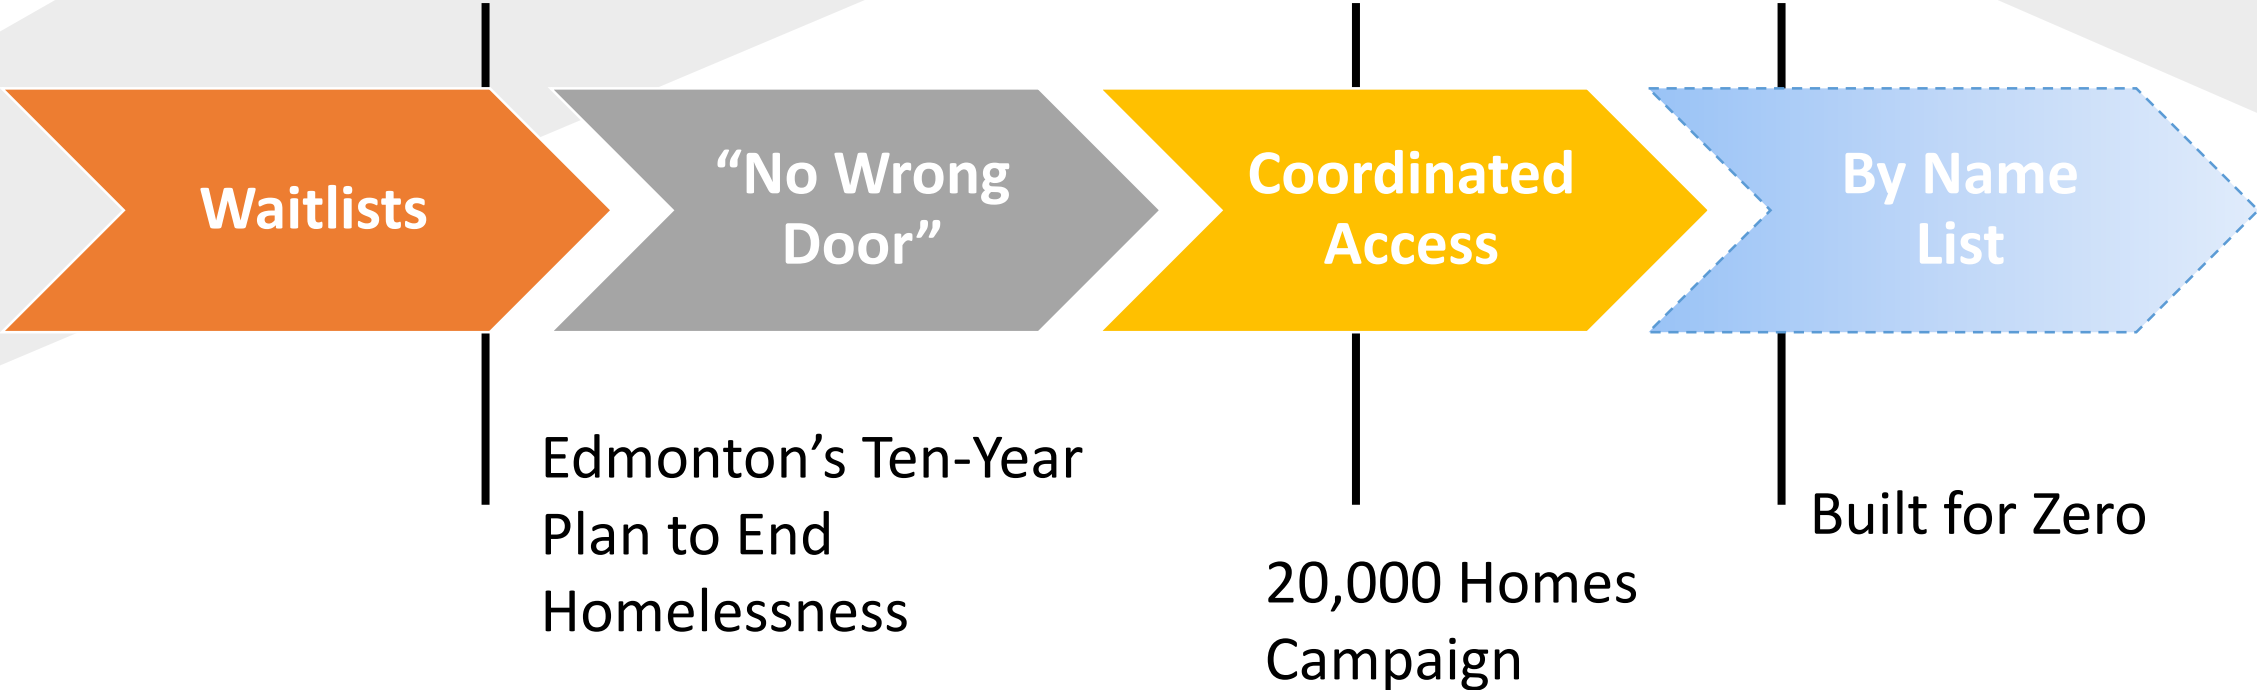 Waitlists
“No Wrong
Door”
Coordinated
Access
By Name
List
Edmonton’s Ten-Year
Plan to End
Homelessness
20,000 Homes
Campaign
Built for Zero